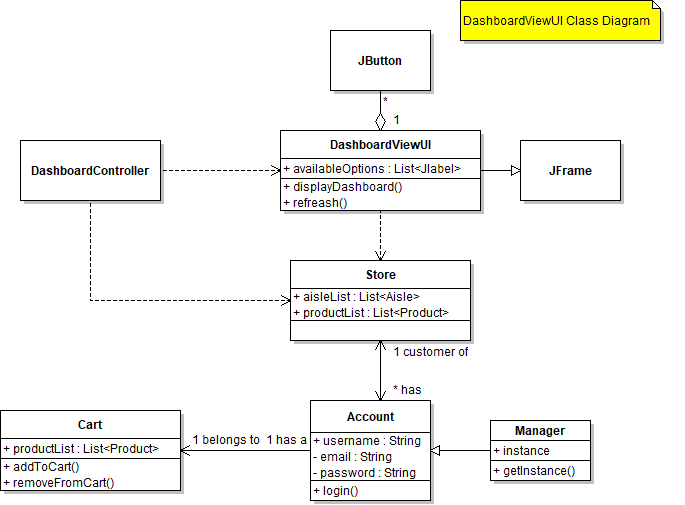 DashboardViewUI Class Diagram
JButton
*
1
DashboardViewUI
+ availableOptions : List<Jlabel>
+ displayDashboard()
+ refreash()
DashboardController
JFrame
Store
+ aisleList : List<Aisle>
+ productList : List<Product>
1 customer of
* has
Account
+ username : String
- email : String
- password : String
+ login()
Cart
+ productList : List<Product>
+ addToCart()
+ removeFromCart()
1 belongs to 1 has a
Manager
+ instance
+ getInstance()